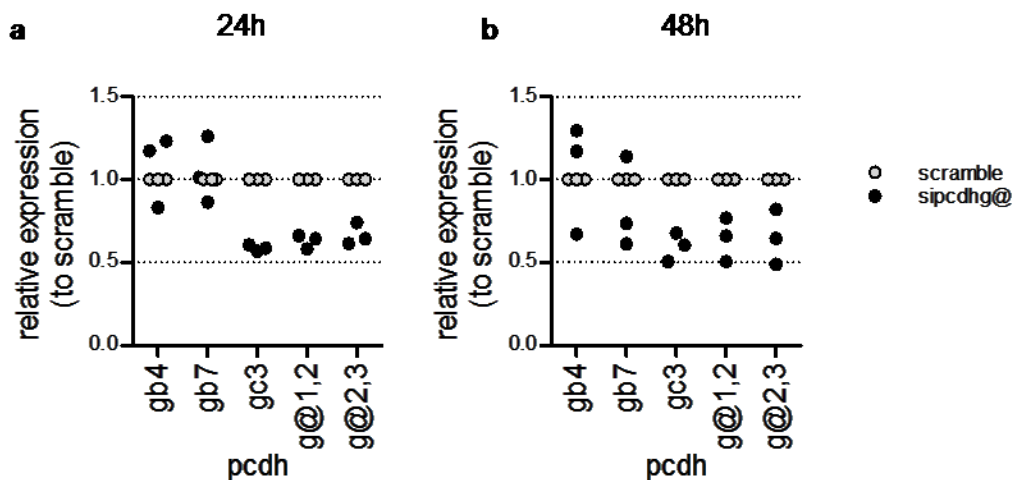 a
24h
relative expression
(to scramble)
1.5
1.0
0.5
0.0
gb4
gb7
gc3
g@1,2
g@2,3
pcdh
b
48h
relative expression
(to scramble)
1.5
1.0
0.5
0.0
gb4
gb7
gc3
g@1,2
g@2,3
pcdh
scramble
sipcdhg@